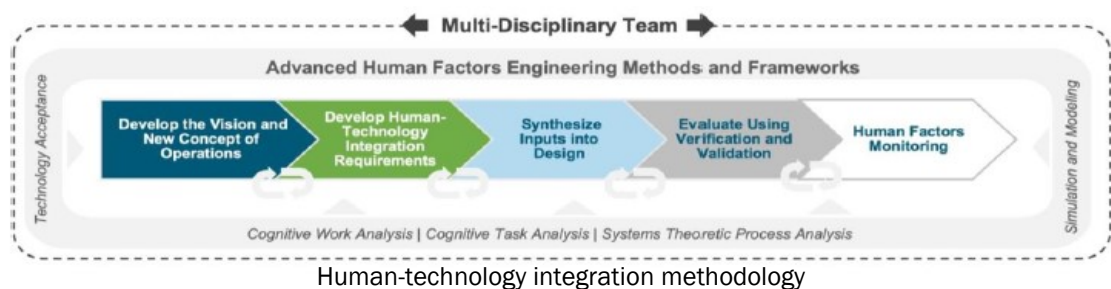 Multi-Disciplinary Team
Advanced Human Factors Engineering Methods and Frameworks
Technology Acceptance
Develop the Vision and
New Concept of
Operations
Develop Human-
Technology
Integration
Requirements
Synthesize
Inputs into
Design
Evaluate Using
Verification and
Validation
Human Factors
Monitoring
Simulation and Modeling
Cognitive Work Analysis | Cognitive Task Analysis | Systems Theoretic Process Analysis
Human-technology integration methodology